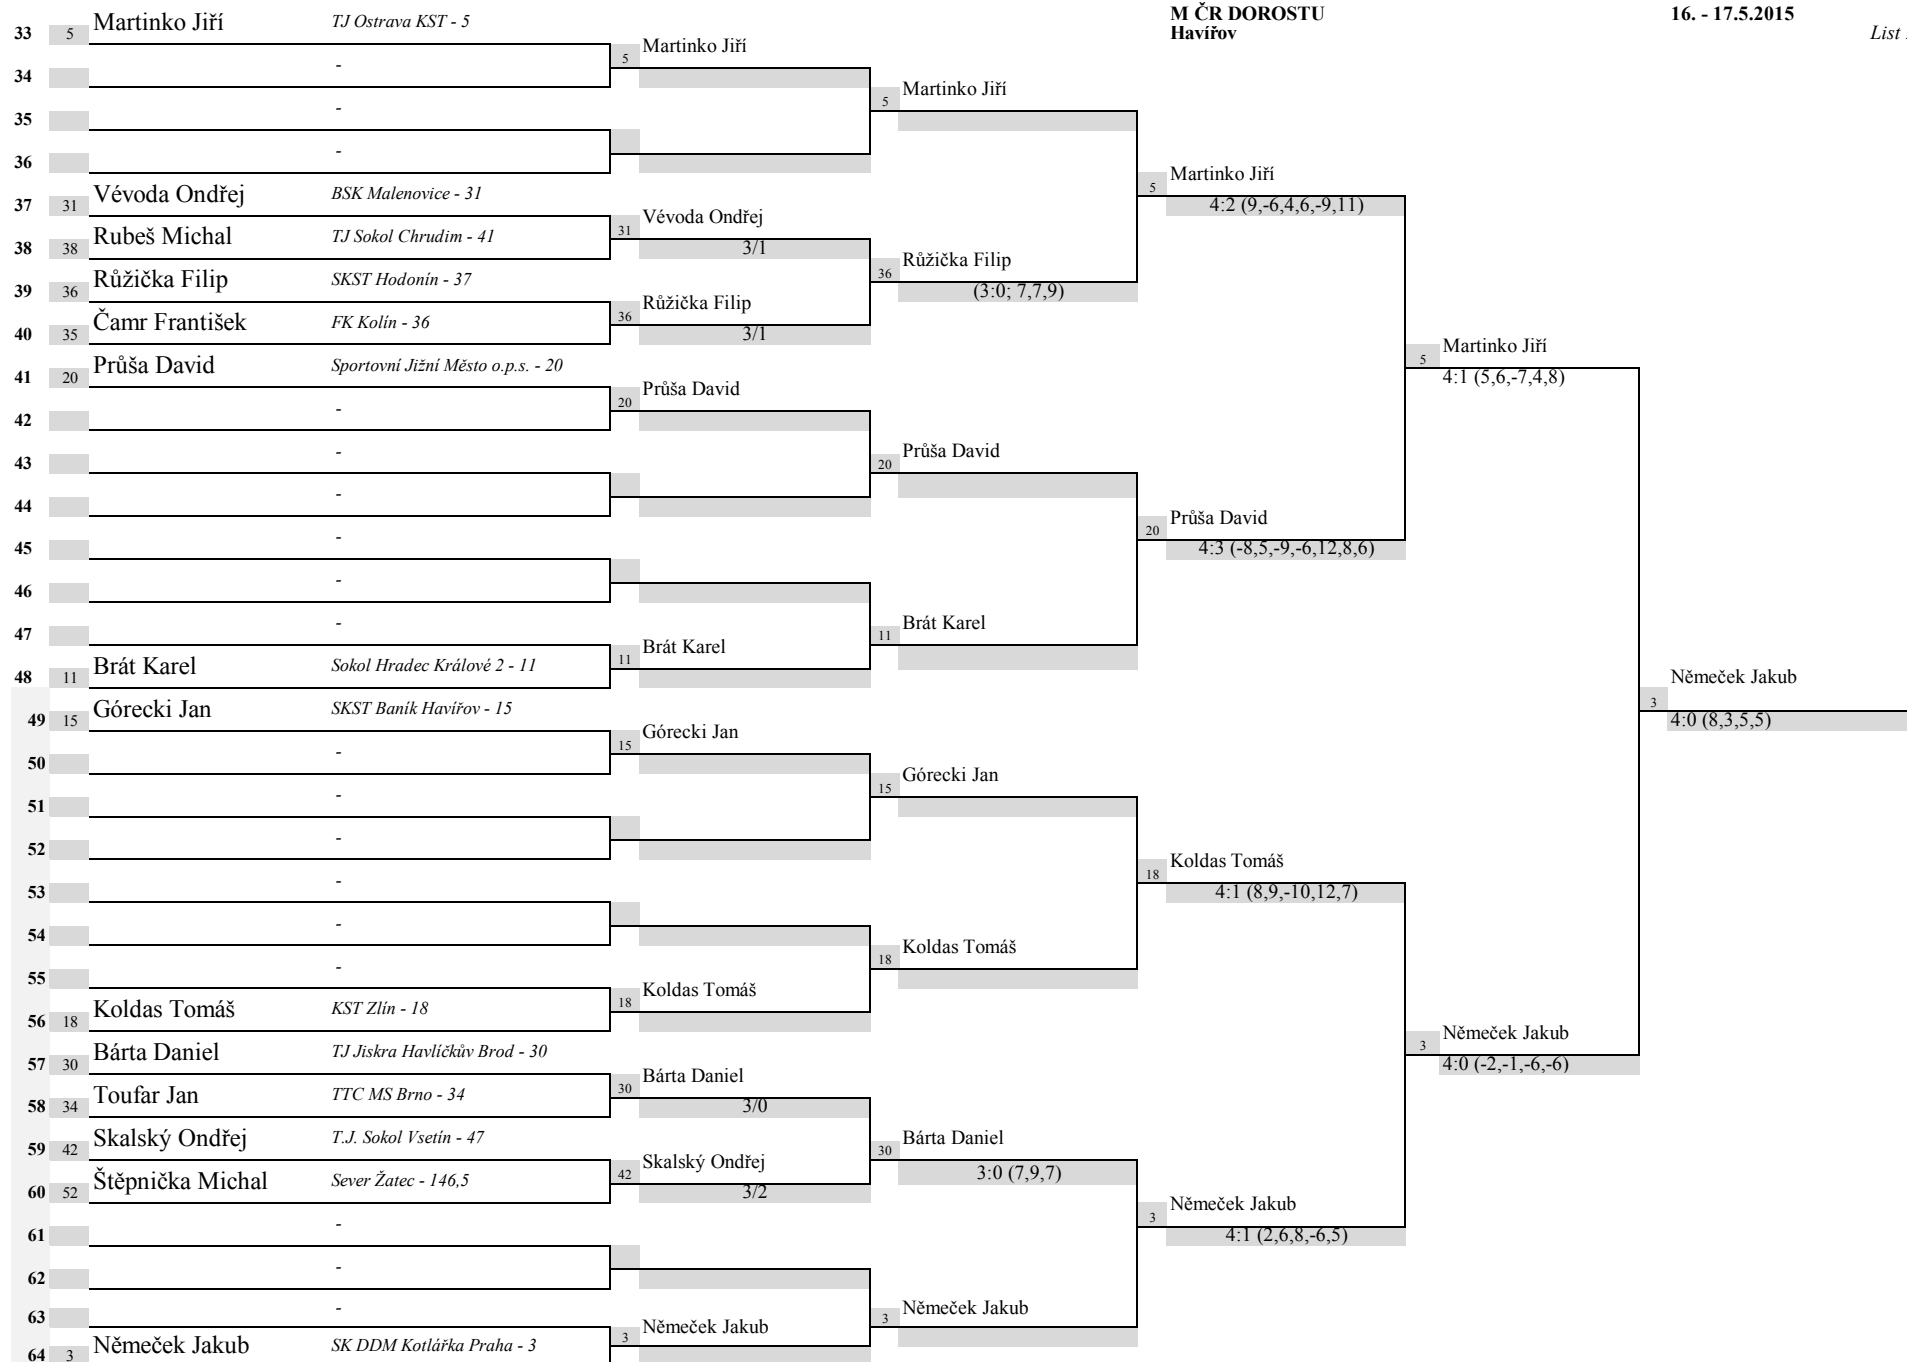 M ČR DOROSTU 16. - 17.5.2015
Havířov List
33 5 Martinko Jiří TJ Ostrava KST - 5
5 Martinko Jiří
34 -
5 Martinko Jiří
35 -
36 -
5 Martinko Jiří
4:2 (9,-6,4,6,-9,11)
37 31 Vévoda Ondřej BSK Malenovice - 31
31 Vévoda Ondřej
3/1
38 38 Rubeš Michal TJ Sokol Chrudim - 41
36 Růžička Filip
(3:0; 7,7,9)
39 36 Růžička Filip SKST Hodonín - 37
36 Růžička Filip
3/1
40 35 Čamr František FK Kolín - 36
5 Martinko Jiří
4:1 (5,6,-7,4,8)
41 20 Průša David Sportovní Jižní Město o.p.s. - 20
20 Průša David
42 -
20 Průša David
43 -
44 -
20 Průša David
4:3 (-8,5,-9,-6,12,8,6)
45 -
46 -
11 Brát Karel
47 -
11 Brát Karel
48 11 Brát Karel Sokol Hradec Králové 2 - 11
3 Němeček Jakub
4:0 (8,3,5,5)
49 15 Górecki Jan SKST Baník Havířov - 15
15 Górecki Jan
50 -
15 Górecki Jan
51 -
52 -
18 Koldas Tomáš
4:1 (8,9,-10,12,7)
53 -
54 -
18 Koldas Tomáš
55 -
18 Koldas Tomáš
56 18 Koldas Tomáš KST Zlín - 18
3 Němeček Jakub
4:0 (-2,-1,-6,-6)
57 30 Bárta Daniel TJ Jiskra Havlíčkův Brod - 30
30 Bárta Daniel
3/0
58 34 Toufar Jan TTC MS Brno - 34
30 Bárta Daniel
3:0 (7,9,7)
59 42 Skalský Ondřej T.J. Sokol Vsetín - 47
42 Skalský Ondřej
3/2
60 52 Štěpnička Michal Sever Žatec - 146,5
3 Němeček Jakub
4:1 (2,6,8,-6,5)
61 -
62 -
3 Němeček Jakub
63 -
3 Němeček Jakub
64 3 Němeček Jakub SK DDM Kotlářka Praha - 3